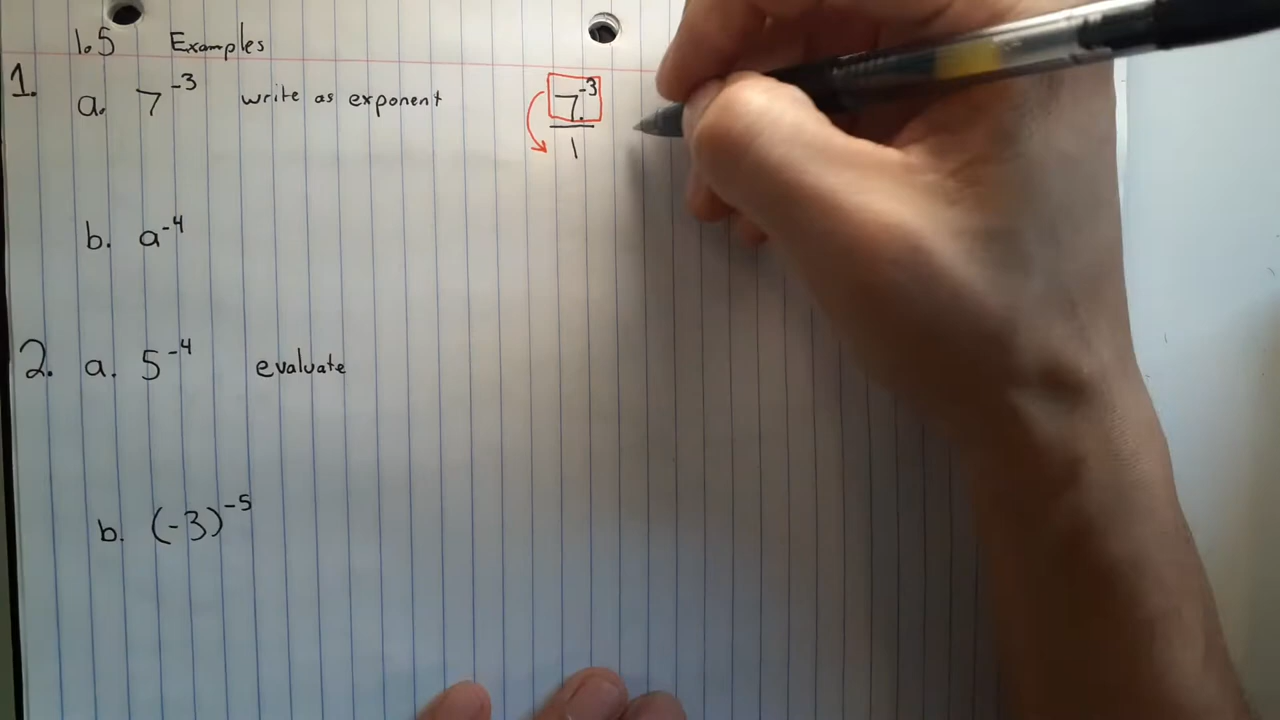 1.5 Examples
1. a. 7⁻³ write as exponent 7⁻³
1
b. a⁻⁴
2. a. 5⁻⁴ evaluate
b. (-3)⁻⁵